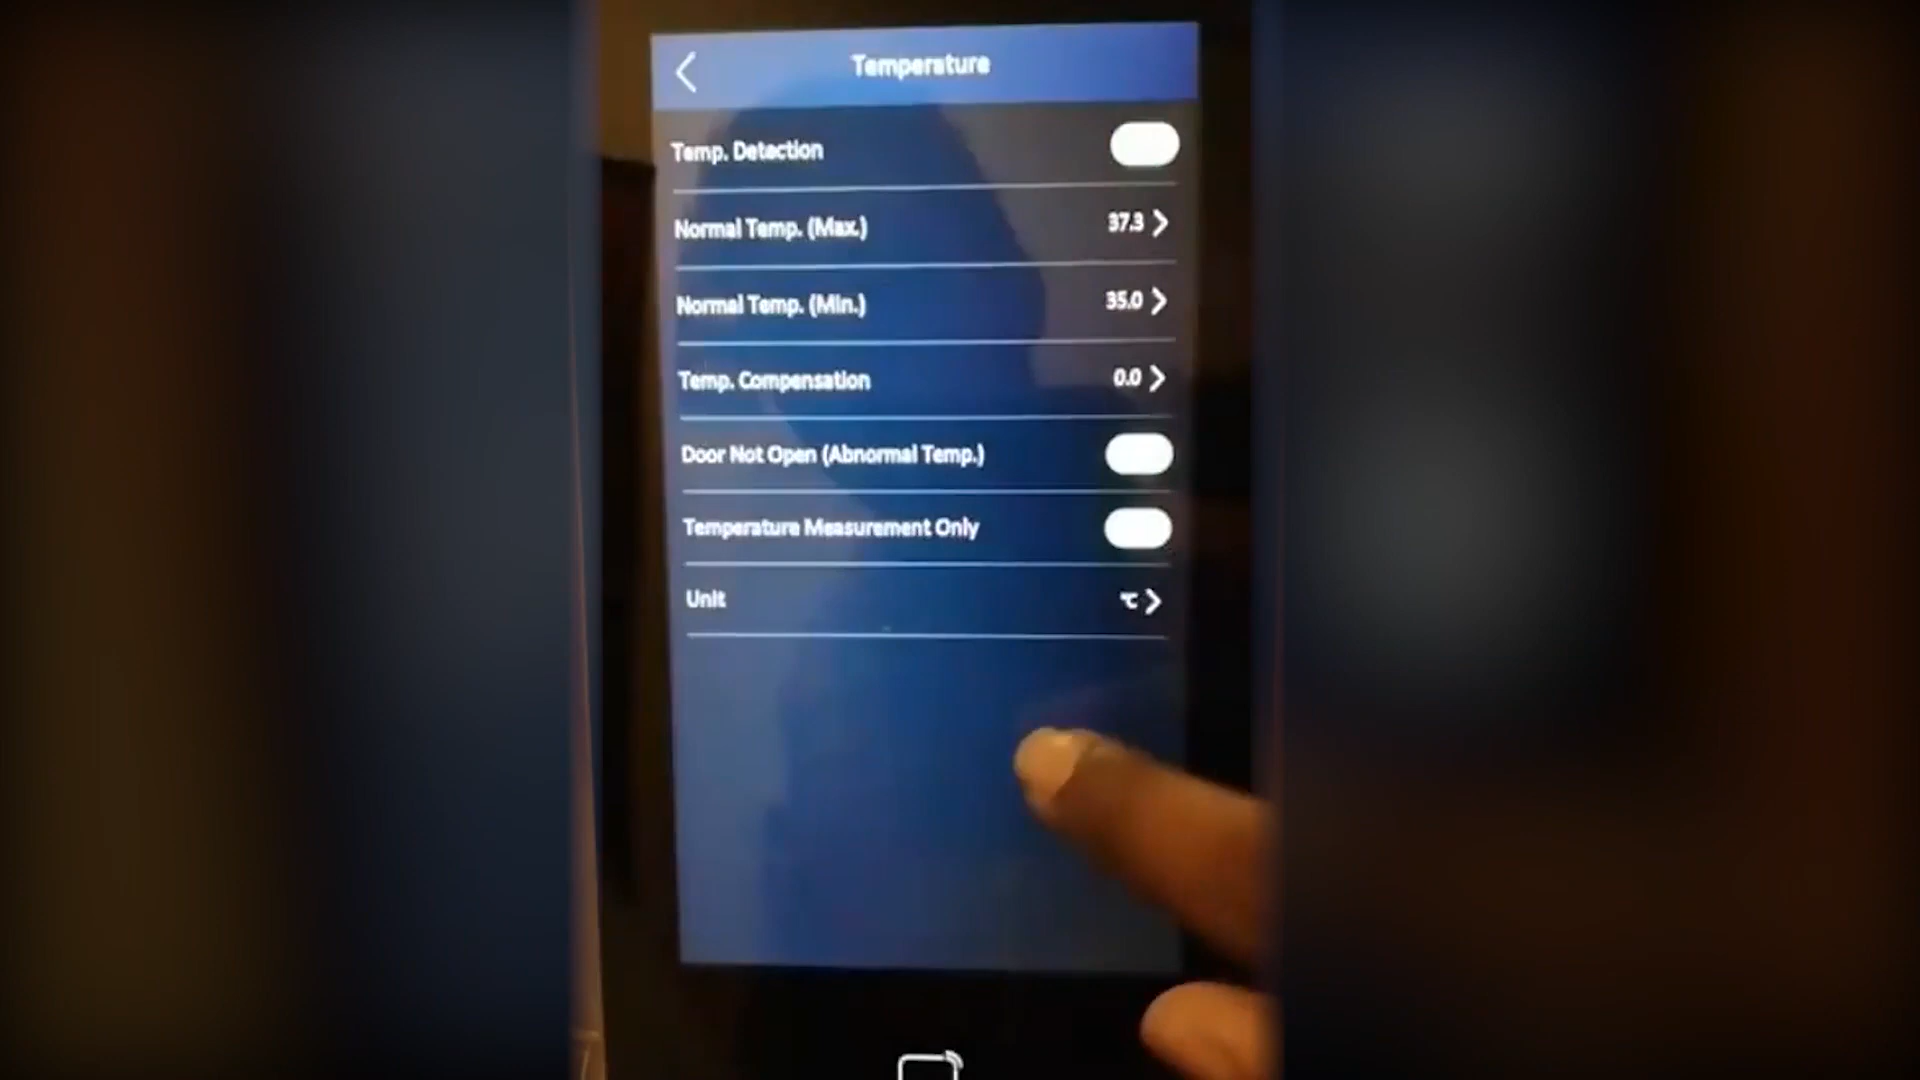 Temperature
Temp. Detection
Normal Temp. (Max.) 37.3
Normal Temp. (Min.) 35.0
Temp. Compensation 0.0
Door Not Open (Abnormal Temp.)
Temperature Measurement Only
Unit ℃